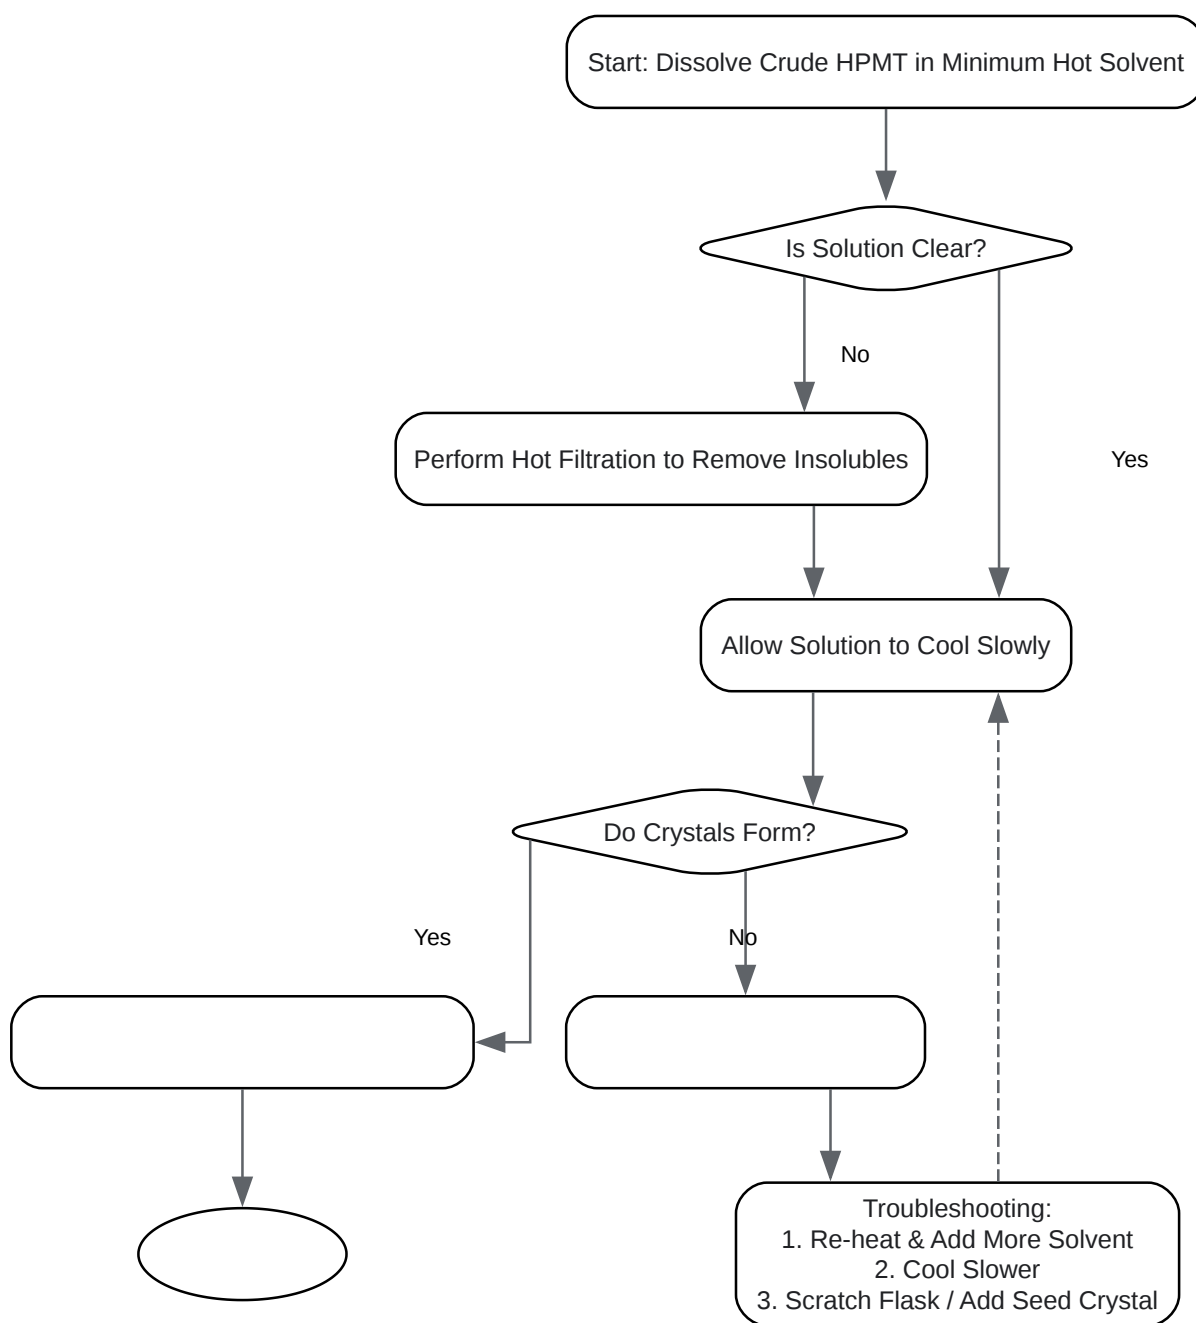 Start: Dissolve Crude HPMT in Minimum Hot Solvent
Is Solution Clear?
No
Perform Hot Filtration to Remove Insolubles
Yes
Allow Solution to Cool Slowly
Do Crystals Form?
Yes
No
Troubleshooting:
1. Re-heat & Add More Solvent
2. Cool Slower
3. Scratch Flask / Add Seed Crystal